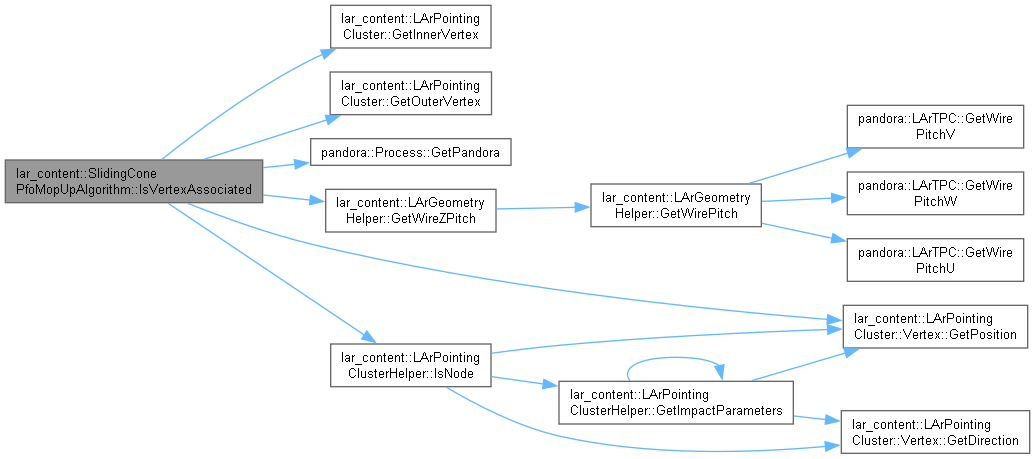 lar_content::SlidingCone
PfoMopUpAlgorithm::IsVertexAssociated
lar_content::LArPointing
Cluster::GetInnerVertex
lar_content::LArPointing
Cluster::GetOuterVertex
pandora::Process::GetPandora
lar_content::LArGeometry
Helper::GetWireZPitch
lar_content::LArGeometry
Helper::GetWirePitch
pandora::LArTPC::GetWire
PitchV
pandora::LArTPC::GetWire
PitchW
pandora::LArTPC::GetWire
PitchU
lar_content::LArPointing
Cluster::Vertex::GetPosition
lar_content::LArPointing
ClusterHelper::IsNode
lar_content::LArPointing
ClusterHelper::GetImpactParameters
lar_content::LArPointing
Cluster::Vertex::GetDirection